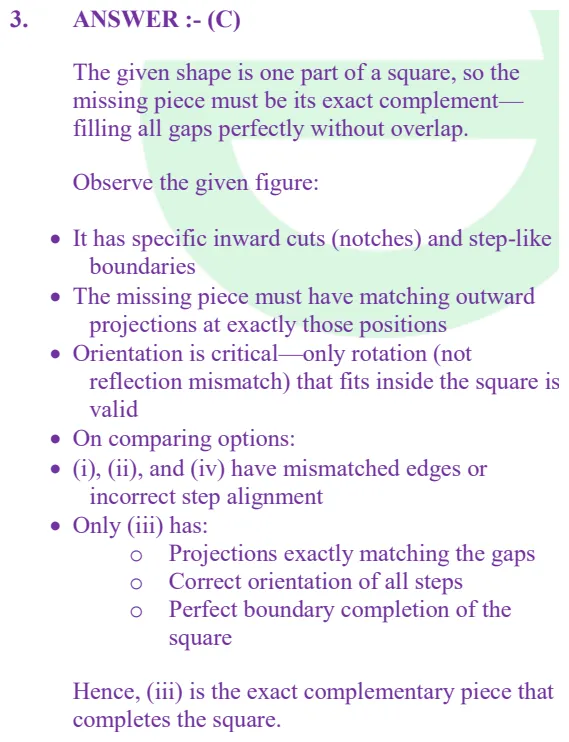 3. ANSWER :- (C)
The given shape is one part of a square, so the
missing piece must be its exact complement—
filling all gaps perfectly without overlap.
Observe the given figure:
• It has specific inward cuts (notches) and step-like
boundaries
• The missing piece must have matching outward
projections at exactly those positions
• Orientation is critical—only rotation (not
reflection mismatch) that fits inside the square is
valid
• On comparing options:
• (i), (ii), and (iv) have mismatched edges or
incorrect step alignment
• Only (iii) has:
o Projections exactly matching the gaps
o Correct orientation of all steps
o Perfect boundary completion of the
square
Hence, (iii) is the exact complementary piece that
completes the square.